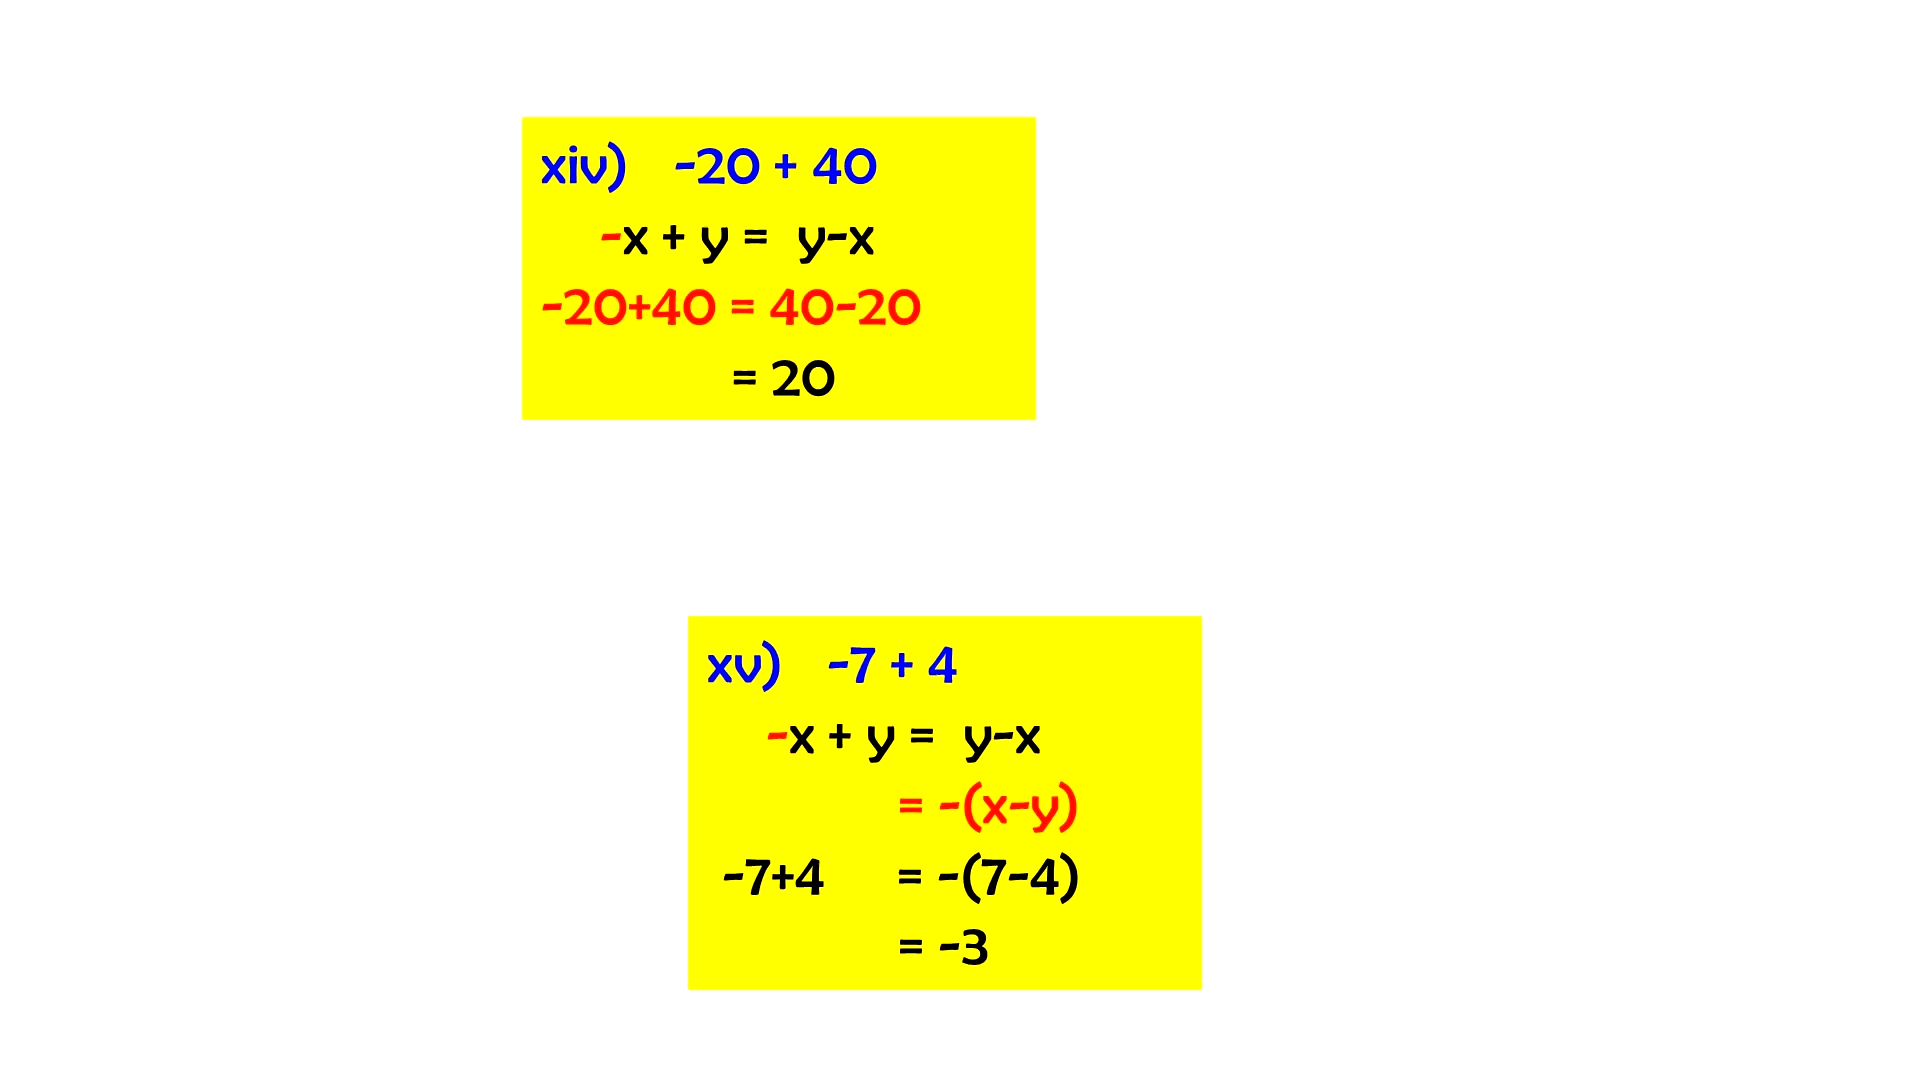 xiv) -20 + 40
-x + y = y-x
-20+40 = 40-20
= 20
xv) -7 + 4
-x + y = y-x
= -(x-y)
-7+4 = -(7-4)
= -3